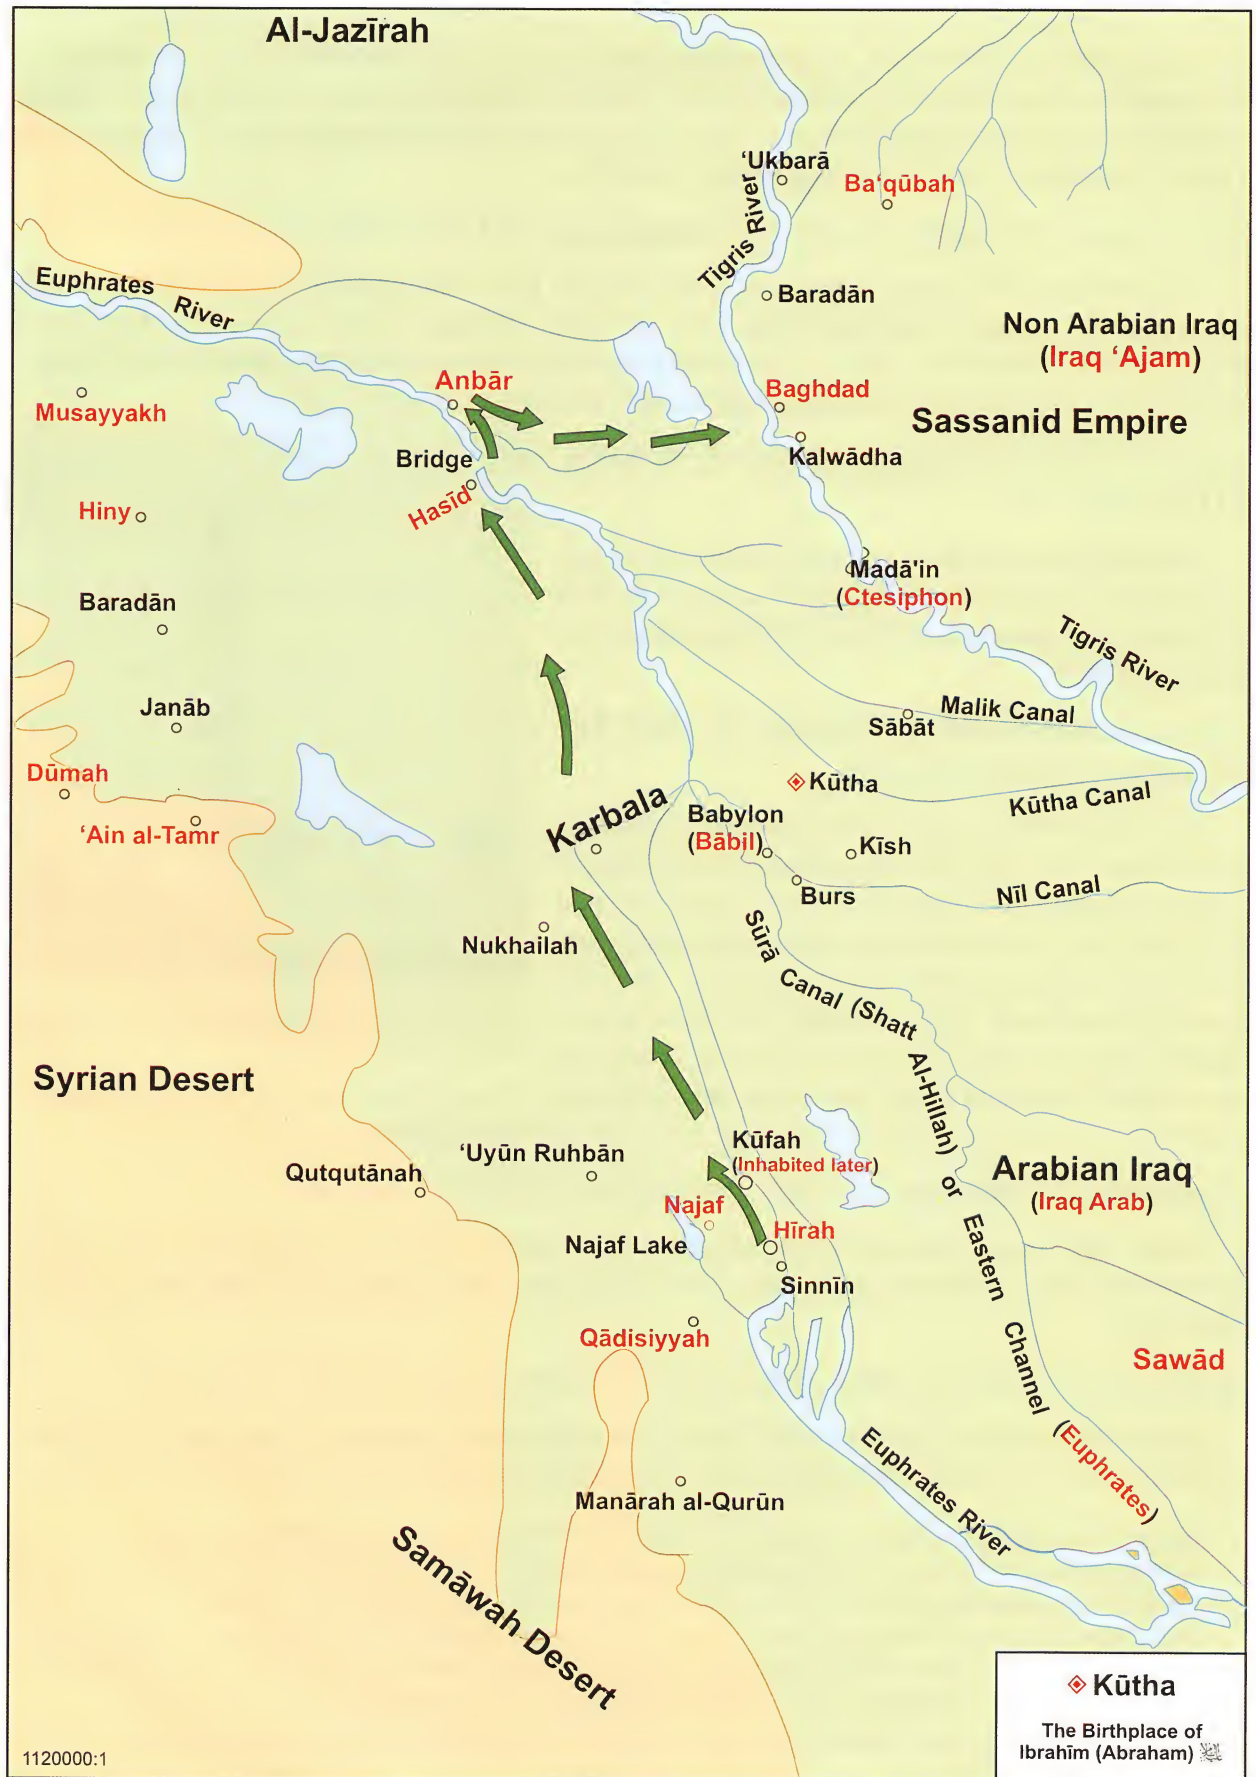 Al-Jazīrah
‘Ukbarā
Ba‘qūbah
Tigris River
Euphrates River
Baradān
Non Arabian Iraq
(Iraq ‘Ajam)
Anbār
Baghdad
Musayyakh
Sassanid Empire
Bridge
Kalwādha
Hasīd
Hiny
Madā'in
(Ctesiphon)
Baradān
Tigris River
Janāb
Malik Canal
Sābāt
Dūmah
Kūtha
Kūtha Canal
‘Ain al-Tamr
Karbala
Babylon
(Bābil)
Kīsh
Burs
Nīl Canal
Nukhailah
Sūrā Canal (Shatt Al-Hillah) or Eastern Channel (Euphrates)
Syrian Desert
Kūfah
(Inhabited later)
‘Uyūn Ruhbān
Qutqutānah
Arabian Iraq
(Iraq Arab)
Najaf
Hīrah
Najaf Lake
Sinnīn
Qādisiyyah
Sawād
Euphrates River
Manārah al-Qurūn
Samāwah Desert
Kūtha
The Birthplace of
Ibrahīm (Abraham)
1120000:1